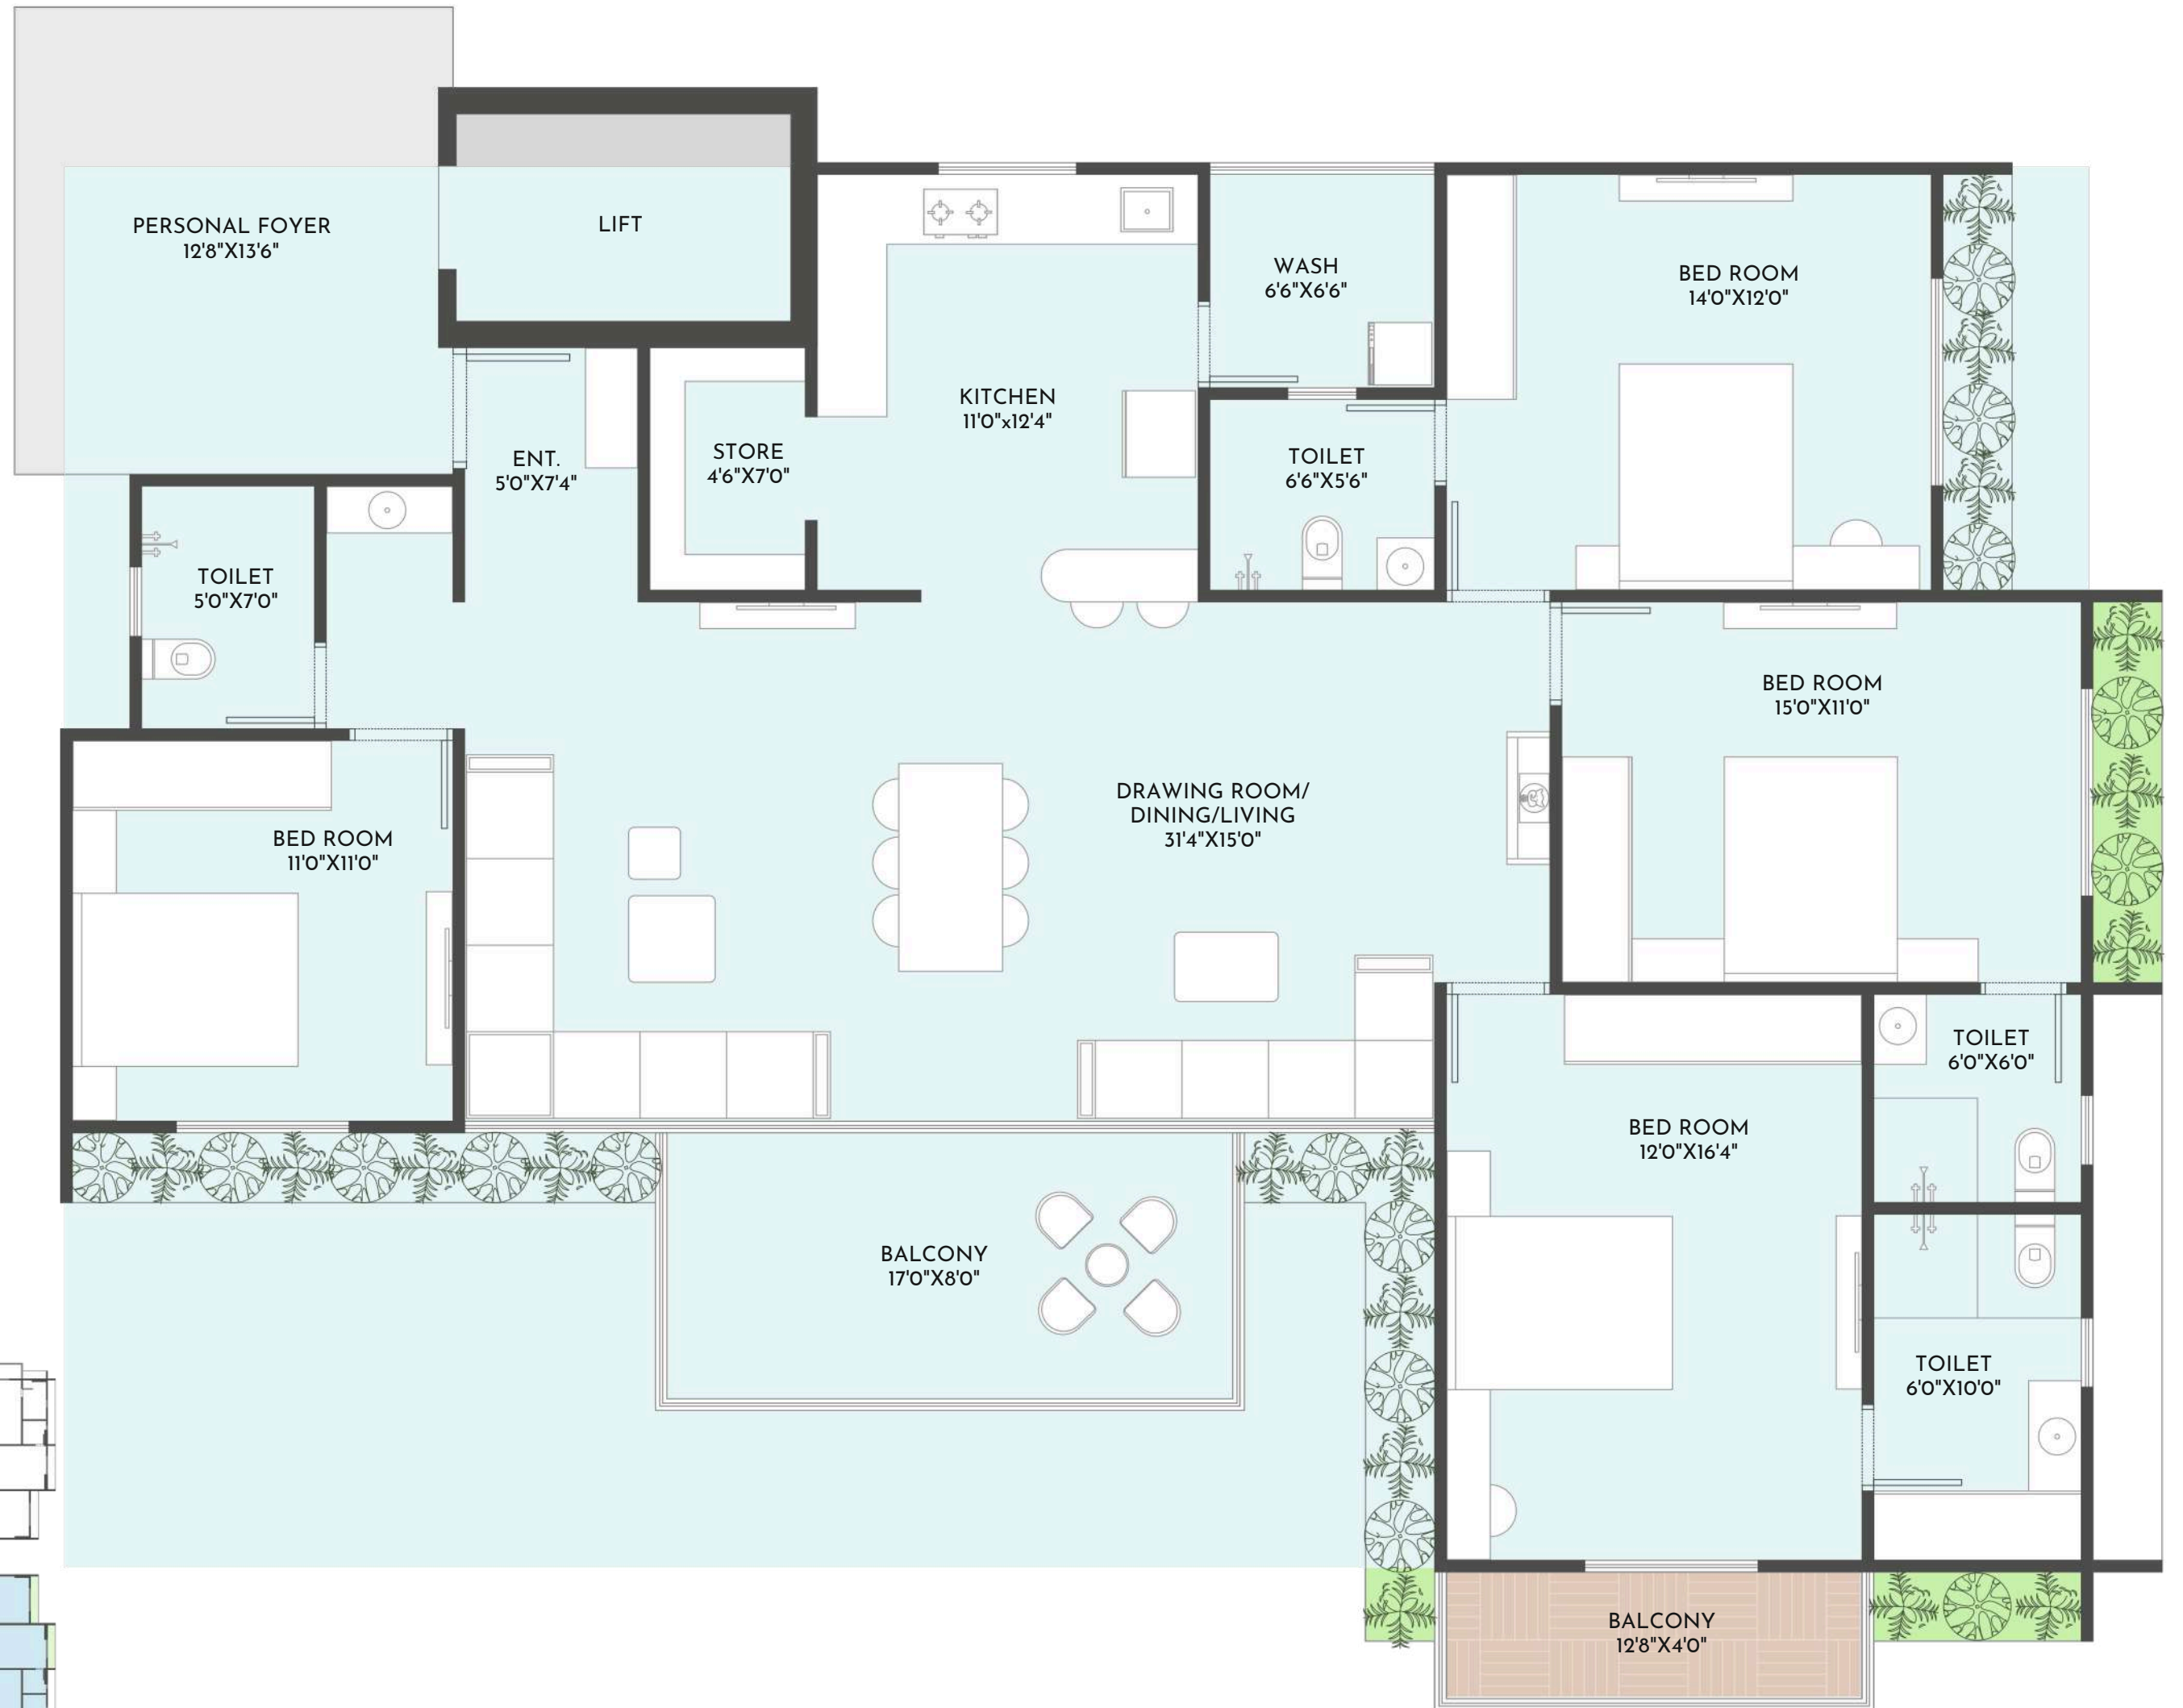 PERSONAL FOYER
12'8"X13'6"
LIFT
WASH
6'6"X6'6"
BED ROOM
14'0"X12'0"
KITCHEN
11'0"x12'4"
ENT.
5'0"X7'4"
STORE
4'6"X7'0"
TOILET
6'6"X5'6"
TOILET
5'0"X7'0"
BED ROOM
15'0"X11'0"
DRAWING ROOM/
DINING/LIVING
31'4"X15'0"
BED ROOM
11'0"X11'0"
TOILET
6'0"X6'0"
BED ROOM
12'0"X16'4"
BALCONY
17'0"X8'0"
TOILET
6'0"X10'0"
BALCONY
12'8"X4'0"